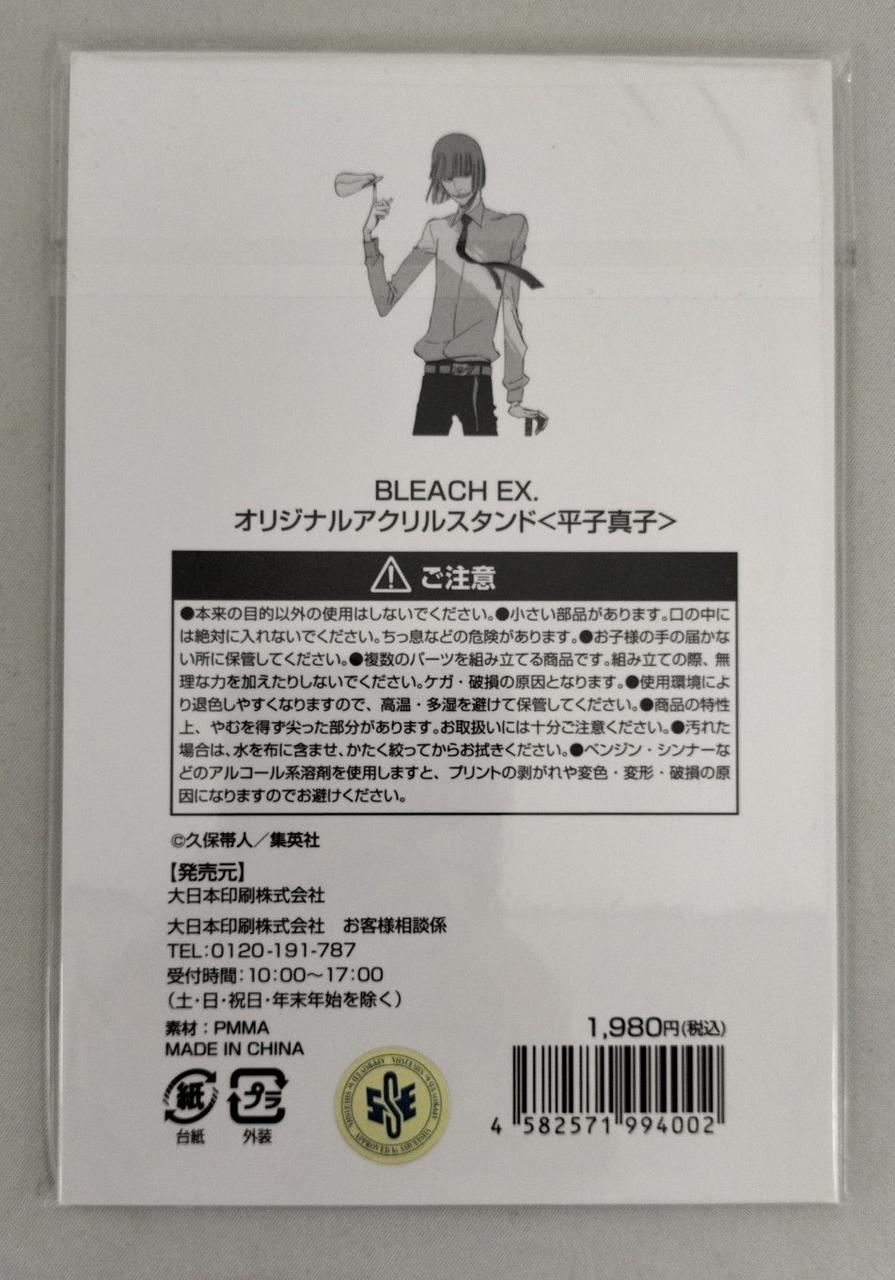 BLEACH EX.
オリジナルアクリルスタンド<平子真子>
ご注意
●本来の目的以外の使用はしないでください。●小さい部品があります。口の中に
は絶対に入れないでください。ちっ息などの危険があります。●お子様の手の届かな
い所に保管してください。●複数のパーツを組み立てる商品です。組み立ての際、無
理な力を加えたりしないでください。ケガ・破損の原因となります。●使用環境によ
り退色しやすくなりますので、高温・多湿を避けて保管してください。●商品の特性
上、やむを得ず尖った部分があります。お取扱いには十分ご注意ください。●汚れた
場合は、水を布に含ませ、かたく絞ってからお拭きください。●ベンジン・シンナーな
どのアルコール系溶剤を使用しますと、プリントの剥がれや変色・変形・破損の原
因になりますのでお避けください。
©久保帯人／集英社
【発売元】
大日本印刷株式会社
大日本印刷株式会社 お客様相談係
TEL:0120-191-787
受付時間:10:00〜17:00
(土・日・祝日・年末年始を除く)
素材:PMMA
MADE IN CHINA
紙
台紙
プラ
外装
SSE
APPROVED by SHUEISHA
1,980円(税込)
4 582571 994002